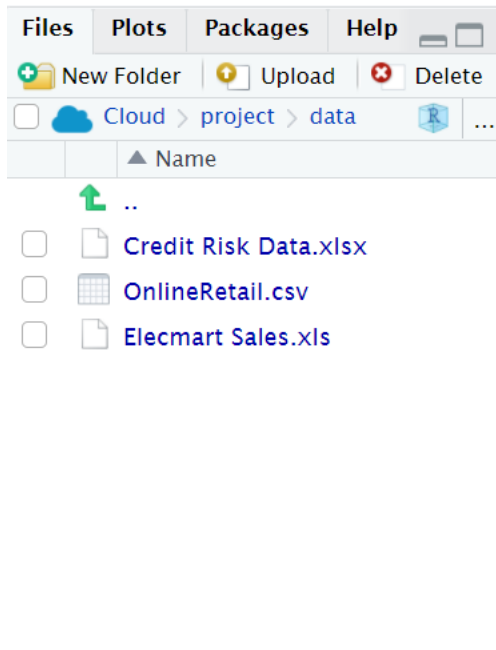 Files Plots Packages Help
New Folder Upload Delete
Cloud > project > data R ...
Name
..
Credit Risk Data.xlsx
OnlineRetail.csv
Elecmart Sales.xls